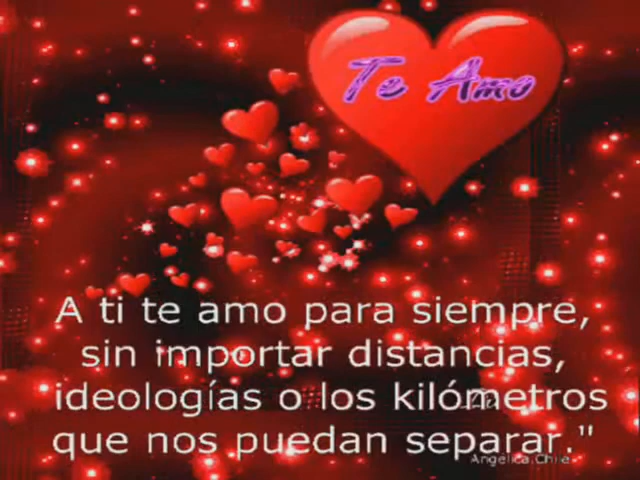 Te Amo
A ti te amo para siempre,
sin importar distancias,
ideologías o los kilómetros
que nos puedan separar."
Angelica.Chile